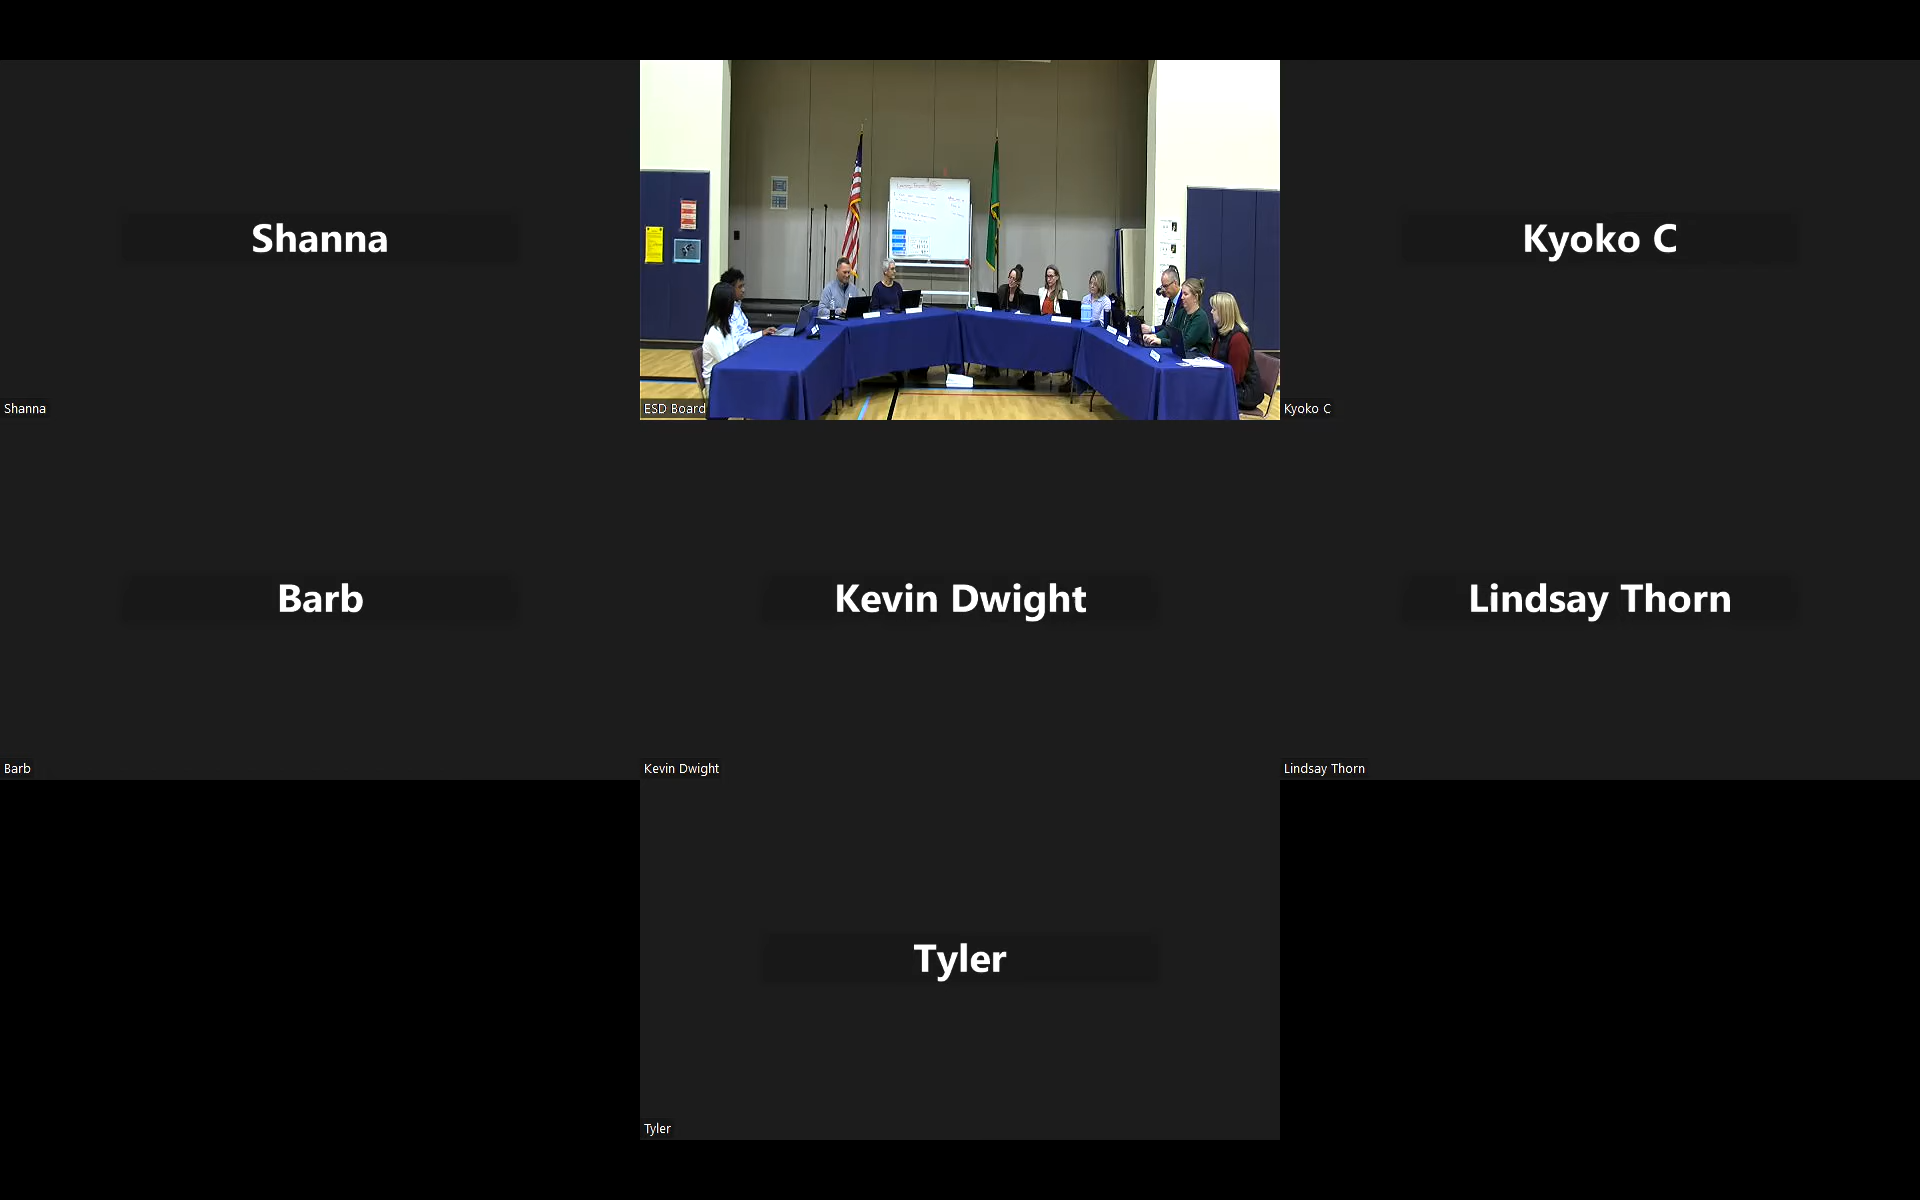 Shanna
Kyoko C
Shanna
ESD Board
Kyoko C
Barb
Kevin Dwight
Lindsay Thorn
Barb
Kevin Dwight
Lindsay Thorn
Tyler
Tyler